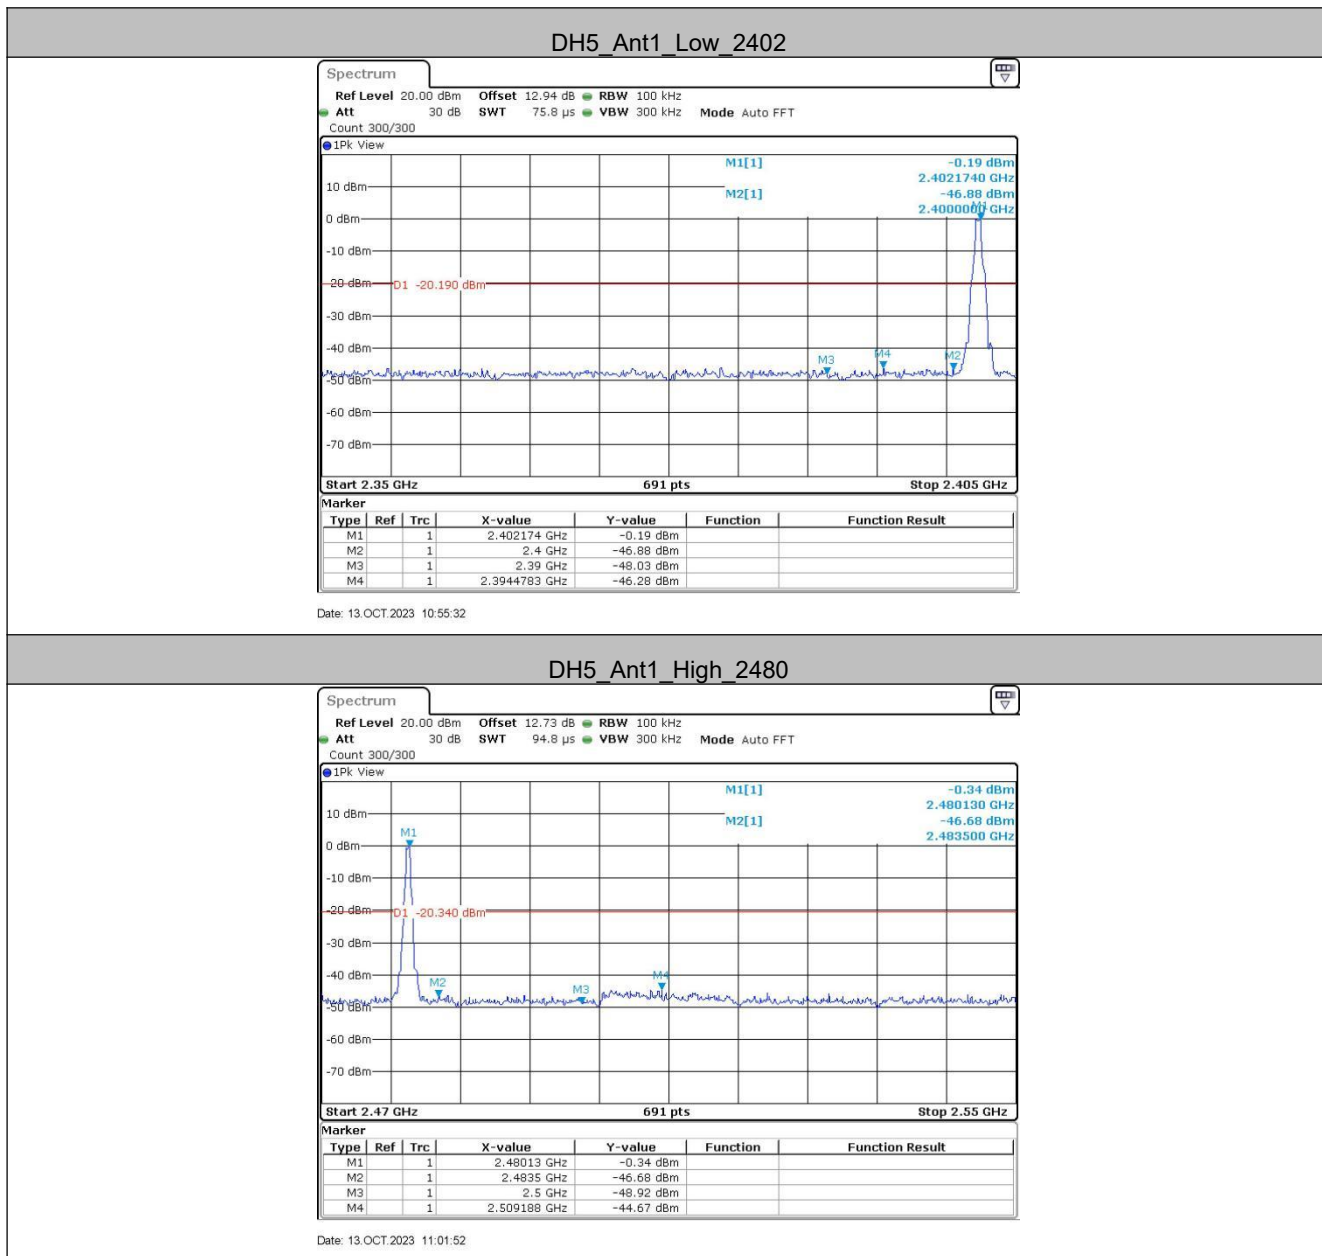 DH5_Ant1_Low_2402
Spectrum
Ref Level 20.00 dBm Offset 12.94 dB RBW 100 kHz
Att 30 dB SWT 75.8 µs VBW 300 kHz Mode Auto FFT
Count 300/300
1Pk View
M1[1] -0.19 dBm
2.4021740 GHz
M2[1] -46.88 dBm
2.4000000 GHz
M1
10 dBm
0 dBm
-10 dBm
-20 dBm
D1 -20.190 dBm
-30 dBm
-40 dBm
M3 M4 M2
-50 dBm
-60 dBm
-70 dBm
Start 2.35 GHz 691 pts Stop 2.405 GHz
Marker
Type Ref Trc X-value Y-value Function Function Result
M1 1 2.402174 GHz -0.19 dBm
M2 1 2.4 GHz -46.88 dBm
M3 1 2.39 GHz -48.03 dBm
M4 1 2.3944783 GHz -46.28 dBm
Date: 13.OCT.2023 10:55:32
DH5_Ant1_High_2480
Spectrum
Ref Level 20.00 dBm Offset 12.73 dB RBW 100 kHz
Att 30 dB SWT 94.8 µs VBW 300 kHz Mode Auto FFT
Count 300/300
1Pk View
M1[1] -0.34 dBm
2.480130 GHz
M2[1] -46.68 dBm
2.483500 GHz
10 dBm
M1
0 dBm
-10 dBm
-20 dBm
D1 -20.340 dBm
-30 dBm
-40 dBm
M2 M3 M4
-50 dBm
-60 dBm
-70 dBm
Start 2.47 GHz 691 pts Stop 2.55 GHz
Marker
Type Ref Trc X-value Y-value Function Function Result
M1 1 2.48013 GHz -0.34 dBm
M2 1 2.4835 GHz -46.68 dBm
M3 1 2.5 GHz -48.92 dBm
M4 1 2.509188 GHz -44.67 dBm
Date: 13.OCT.2023 11:01:52